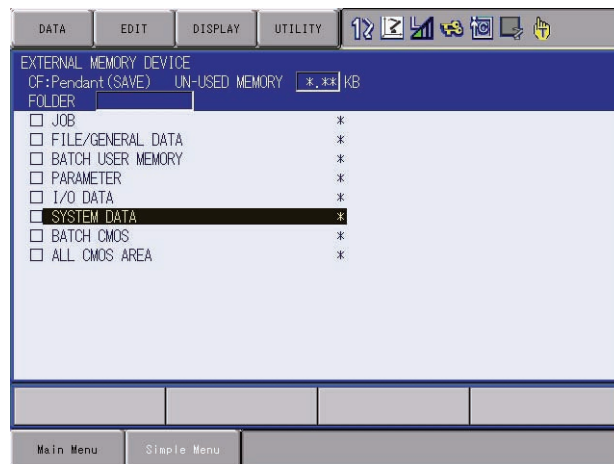 DATA EDIT DISPLAY UTILITY
EXTERNAL MEMORY DEVICE
CF:Pendant(SAVE) UN-USED MEMORY *.** KB
FOLDER
JOB *
FILE/GENERAL DATA *
BATCH USER MEMORY *
PARAMETER *
I/O DATA *
SYSTEM DATA *
BATCH CMOS *
ALL CMOS AREA *
Main Menu Simple Menu